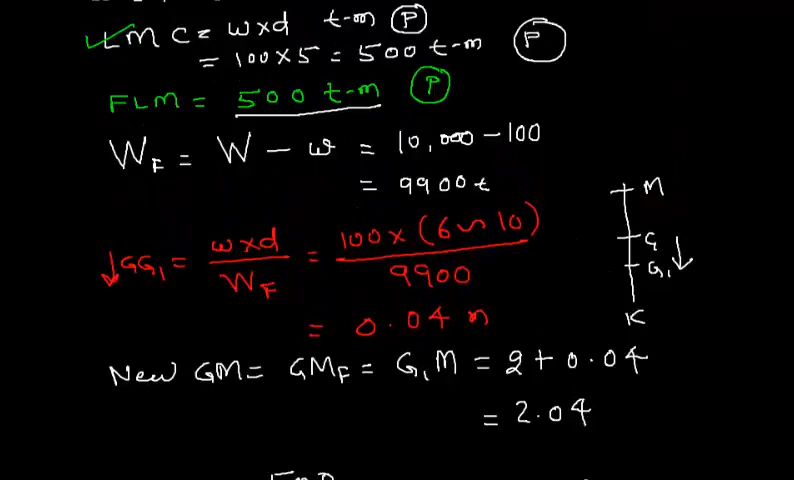 LMC = w x d t-m (P)
= 100 x 5 = 500 t-m (P)
FLM = 500 t-m (P)
W_F = W - w = 10,000 - 100
= 9900 t
↓GG₁ = w x d / W_F = 100 x (6 ~ 10) / 9900
= 0.04 m
M
G
G₁
K
New GM = GM_F = G₁M = 2 + 0.04
= 2.04